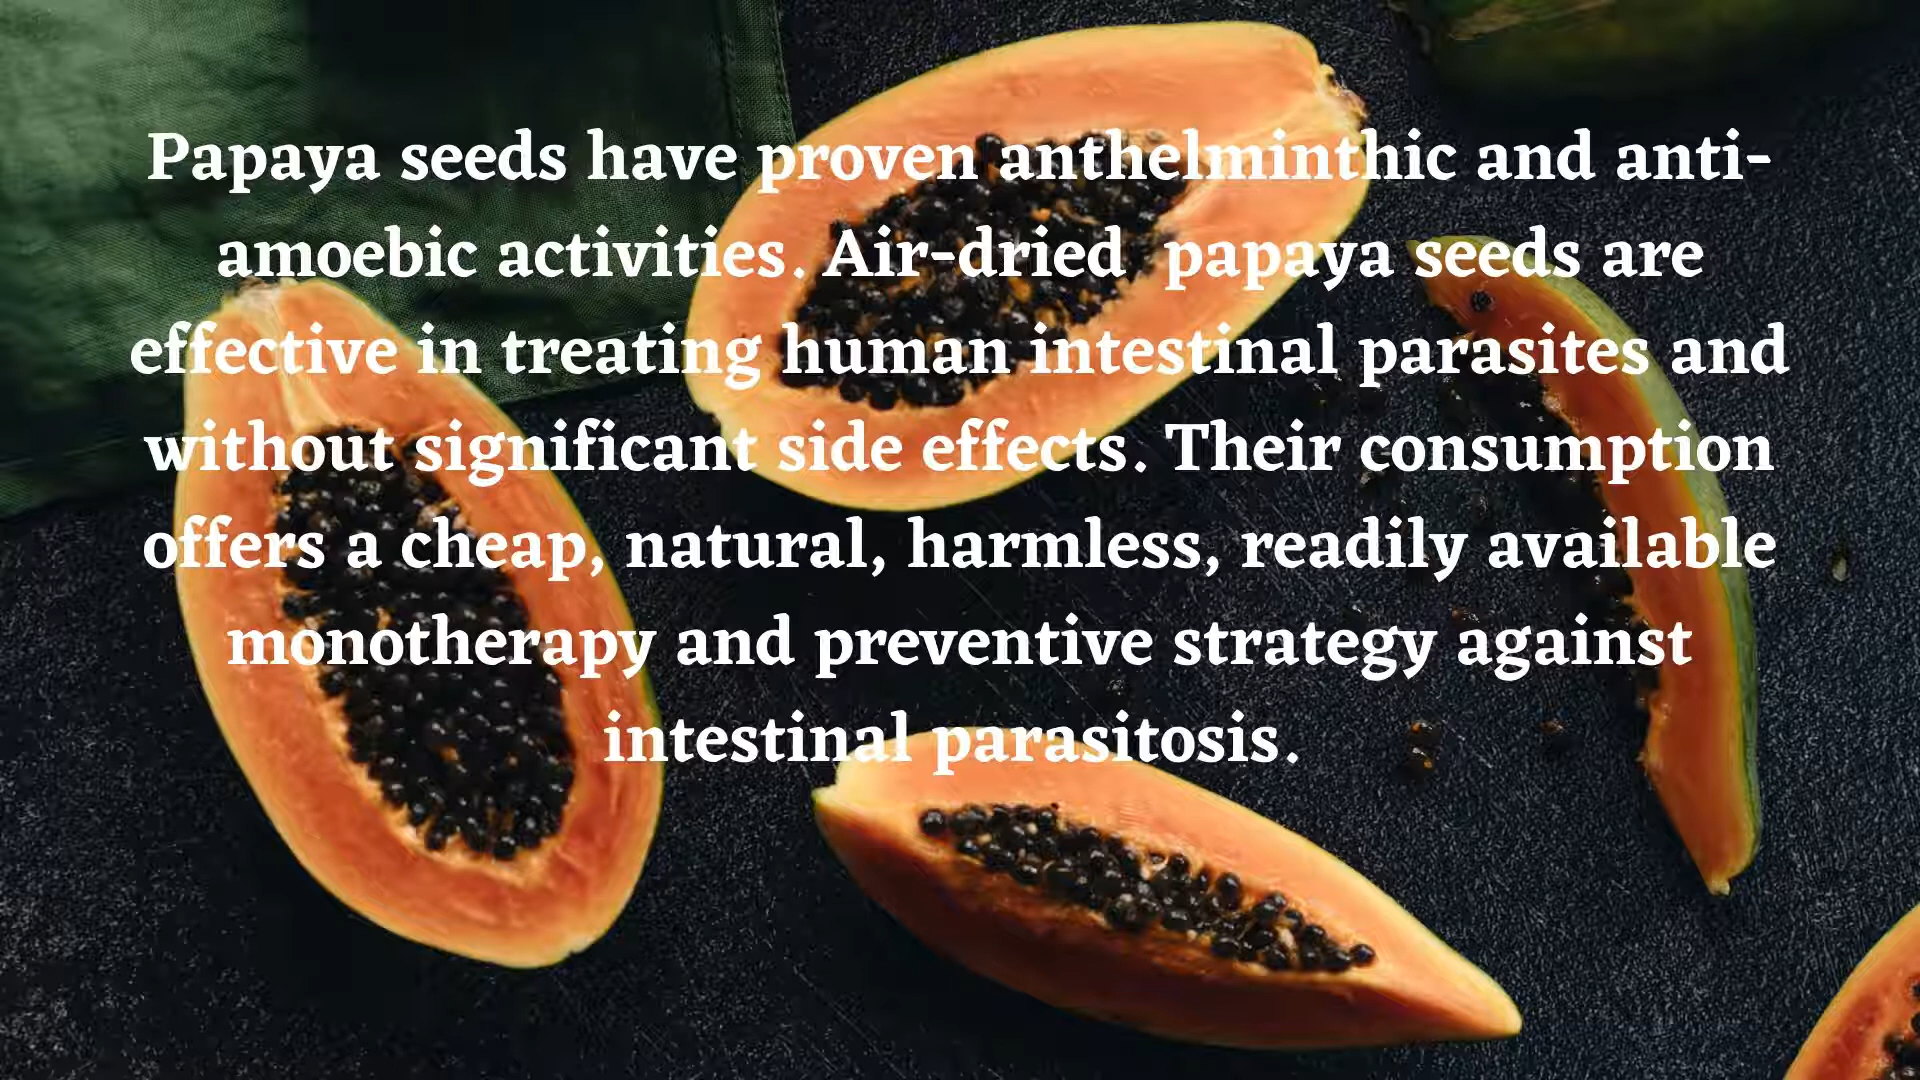 Papaya seeds have proven anthelminthic and anti-
amoebic activities. Air-dried  papaya seeds are
effective in treating human intestinal parasites and
without significant side effects. Their consumption
offers a cheap, natural, harmless, readily available
monotherapy and preventive strategy against
intestinal parasitosis.